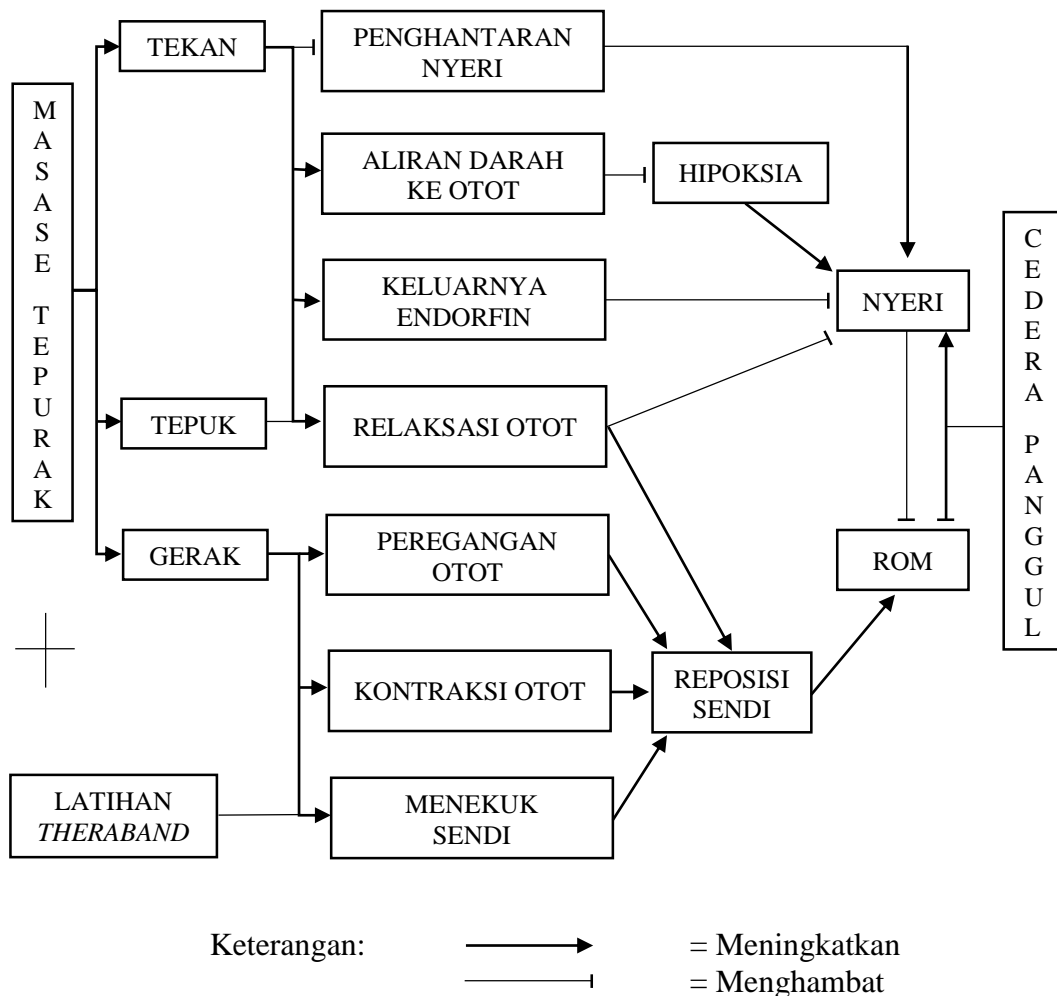 MASASE TEPURAK
TEKAN
TEPUK
GERAK
LATIHAN
THERABAND
PENGHANTARAN
NYERI
ALIRAN DARAH
KE OTOT
KELUARNYA
ENDORFIN
RELAKSASI OTOT
PEREGANGAN
OTOT
KONTRAKSI OTOT
MENEKUK
SENDI
HIPOKSIA
REPOSISI
SENDI
NYERI
ROM
CEDERA PANGGUL
Keterangan:
= Meningkatkan
= Menghambat